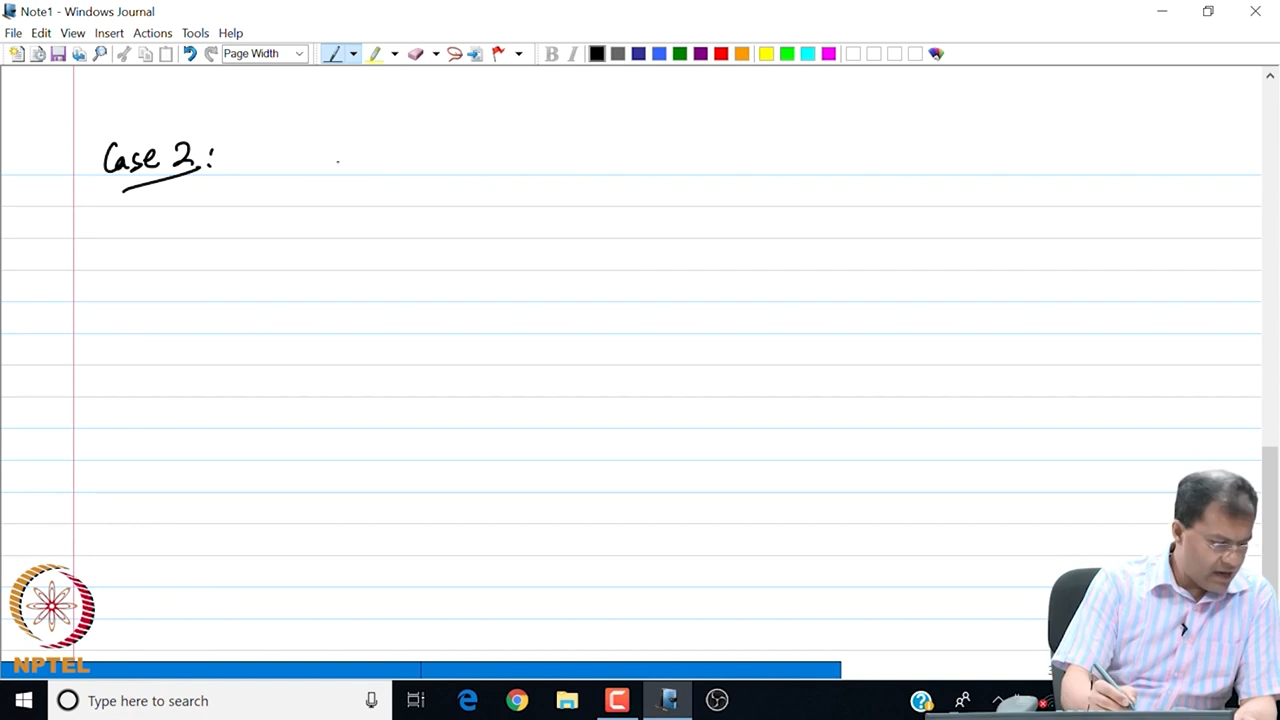 Note1 - Windows Journal
File Edit View Insert Actions Tools Help
Page Width B I
Case 2:
NPTEL
Type here to search